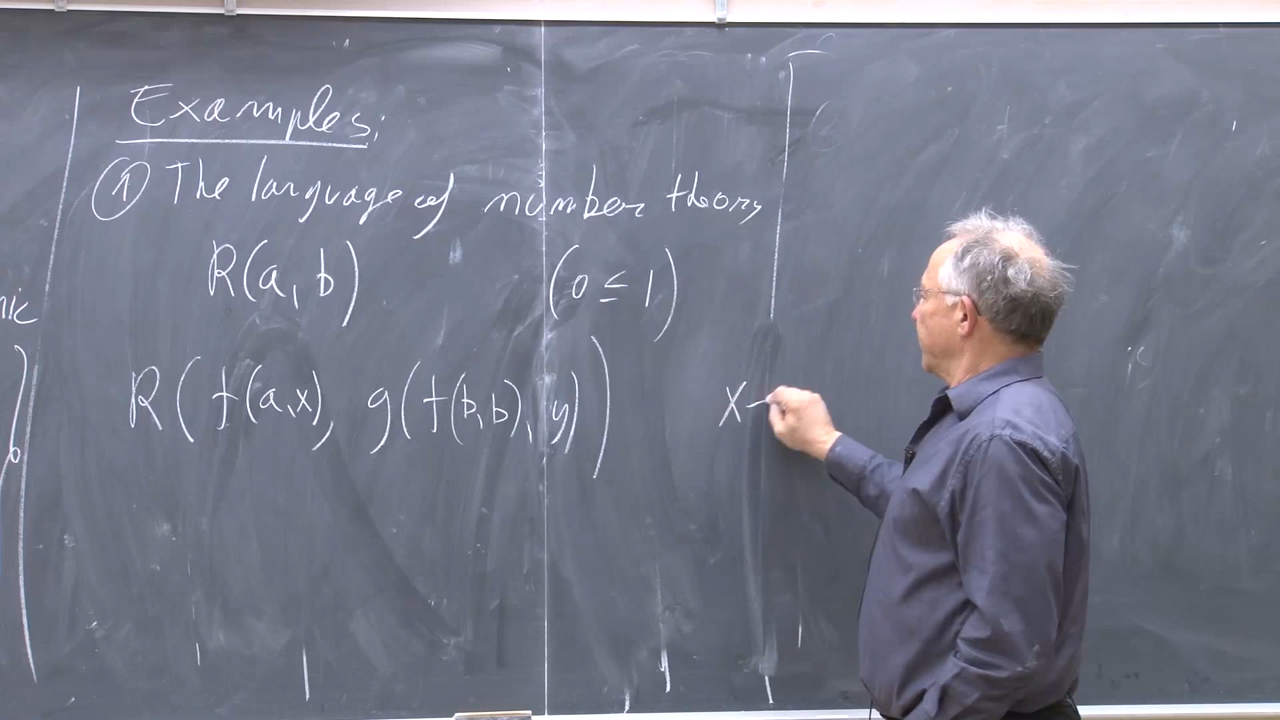 Examples:
① The language of number theory
R(a, b) (0 ≤ 1)
R(f(a,x), g(f(b,b), y)) x